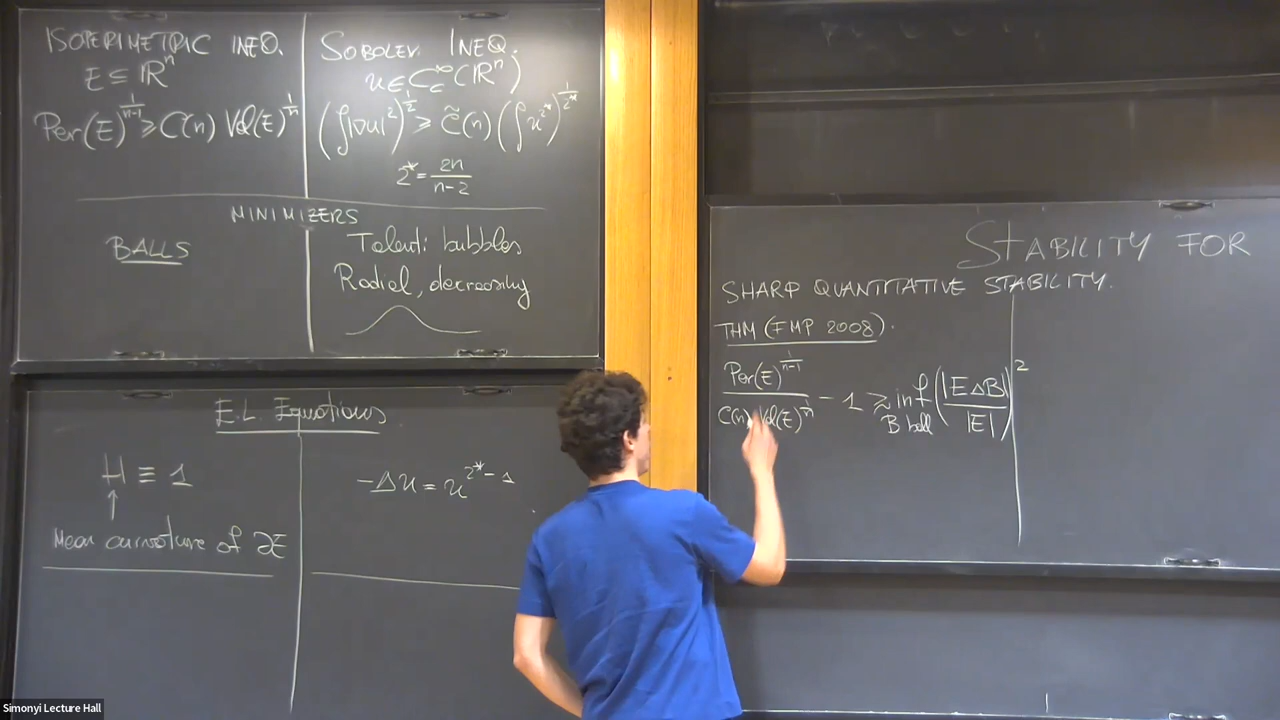 ISOPERIMETRIC INEQ.
E ⊆ ℝⁿ
Per(E)^{1/(n-1)} ≥ C(n) Vol(E)^{1/n}
SOBOLEV INEQ.
u ∈ C_c^∞(ℝⁿ)
(∫|∇u|²)^{1/2} ≥ C̃(n) (∫u^{2*})^{1/2*}
2* = 2n/(n-2)
MINIMIZERS
BALLS
Talenti bubbles
Radial, decreasing
E.L. Equations
H ≡ 1
↑
Mean curvature of ∂E
-Δu = u^{2*-1}
STABILITY FOR
SHARP QUANTITATIVE STABILITY.
THM (FMP 2008).
Per(E)^{1/(n-1)} / C(n) Vol(E)^{1/n} - 1 ≳ inf_{B ball} (|E Δ B| / |E|)²
Simonyi Lecture Hall